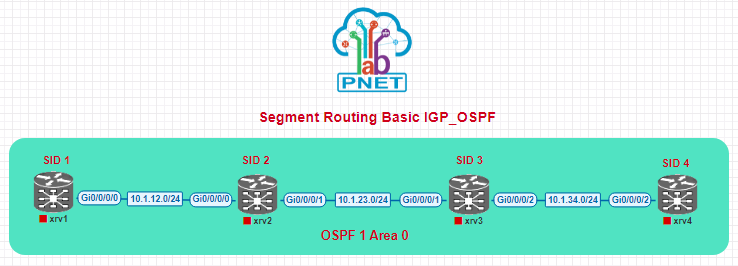 lab
PNET
Segment Routing Basic IGP_OSPF
SID 1
SID 2
SID 3
SID 4
Gi0/0/0/0
10.1.12.0/24
Gi0/0/0/0
Gi0/0/0/1
10.1.23.0/24
Gi0/0/0/1
Gi0/0/0/2
10.1.34.0/24
Gi0/0/0/2
xrv1
xrv2
xrv3
xrv4
OSPF 1 Area 0